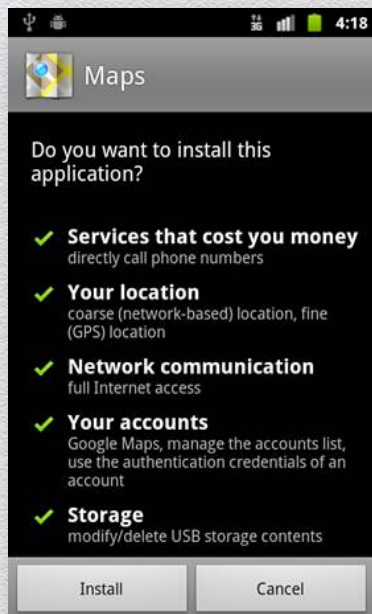 3G 4:18
Maps
Do you want to install this
application?
Services that cost you money
directly call phone numbers
Your location
coarse (network-based) location, fine
(GPS) location
Network communication
full Internet access
Your accounts
Google Maps, manage the accounts list,
use the authentication credentials of an
account
Storage
modify/delete USB storage contents
Install Cancel